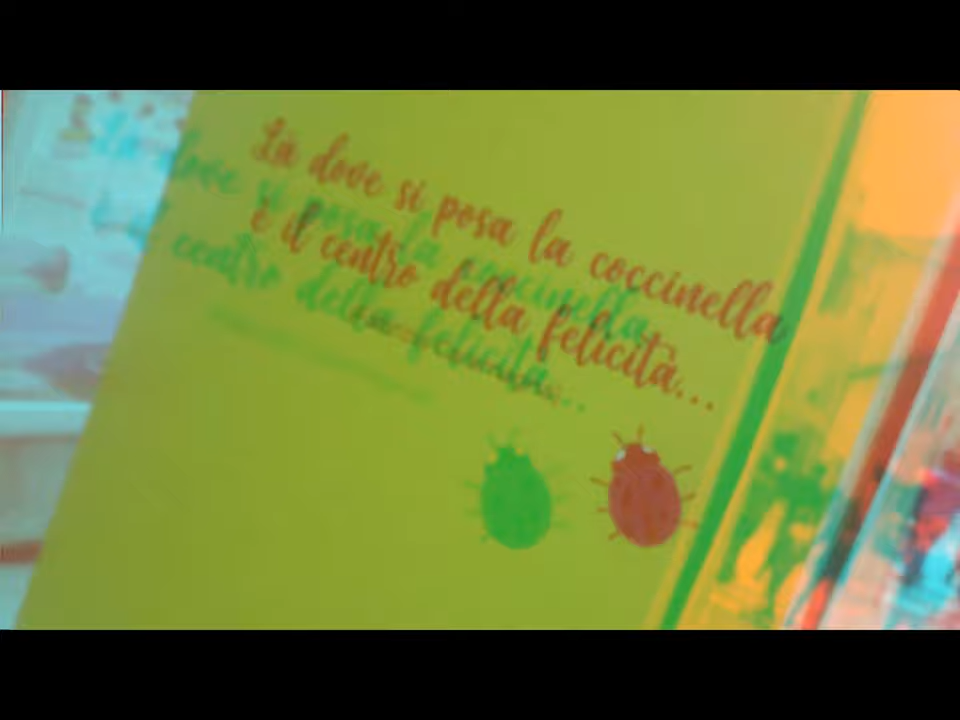 Là dove si posa la coccinella
è il centro della felicità...